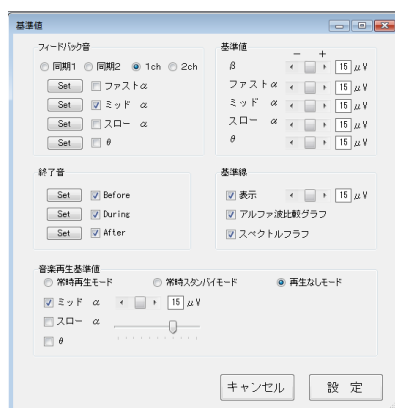 基準値
フィードバック音
同期1 同期2 1ch 2ch
Set ファストα
Set ミッド α
Set スロー α
Set θ
基準値
－ ＋
β 15 μV
ファストα 15 μV
ミッド α 15 μV
スロー α 15 μV
θ 15 μV
終了音
Set Before
Set During
Set After
基準線
表示 15 μV
アルファ波比較グラフ
スペクトルフラフ
音楽再生基準値
常時再生モード 常時スタンバイモード 再生なしモード
ミッド α 15 μV
スロー α
θ
キャンセル 設 定